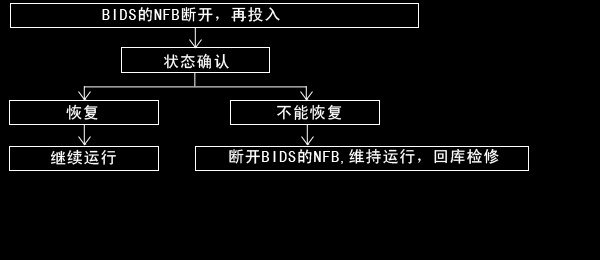 BIDS的NFB断开，再投入
状态确认
恢复
不能恢复
继续运行
断开BIDS的NFB,维持运行，回库检修